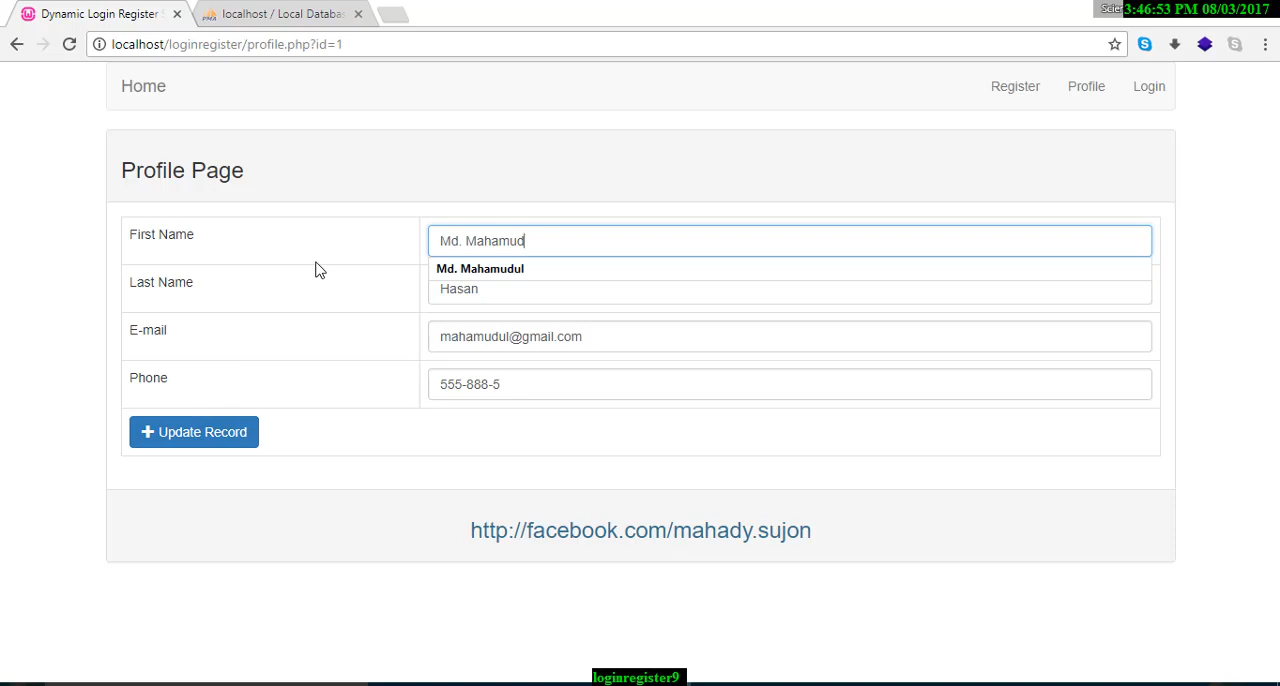 Dynamic Login Register S
localhost / Local Databas
Scien
3:46:53 PM 08/03/2017
localhost/loginregister/profile.php?id=1
Home
Register
Profile
Login
Profile Page
First Name
Md. Mahamud
Md. Mahamudul
Last Name
Hasan
E-mail
mahamudul@gmail.com
Phone
555-888-5
Update Record
http://facebook.com/mahady.sujon
loginregister9